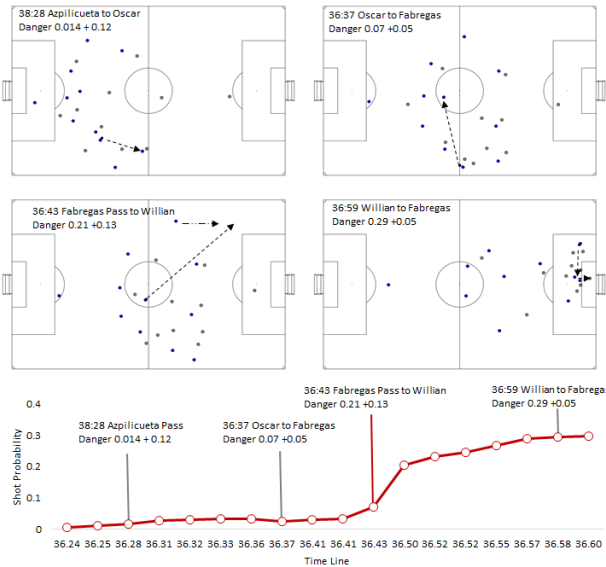 38:28 Azpilicueta to Oscar
Danger 0.014 + 0.12
36:37 Oscar to Fabregas
Danger 0.07 +0.05
36:43 Fabregas Pass to Willian
Danger 0.21 +0.13
36:59 Willian to Fabregas
Danger 0.29 +0.05
36:43 Fabregas Pass to Willian
Danger 0.21 +0.13
36:59 Willian to Fabrega
Danger 0.29 +0.05
38:28 Azpilicueta Pass
Danger 0.014 + 0.12
36:37 Oscar to Fabregas
Danger 0.07 +0.05
Shot Probability
0.4
0.3
0.2
0.1
0
36.24 36.25 36.28 36.31 36.32 36.33 36.36 36.37 36.41 36.41 36.43 36.50 36.52 36.52 36.55 36.57 36.58 36.60
Time Line